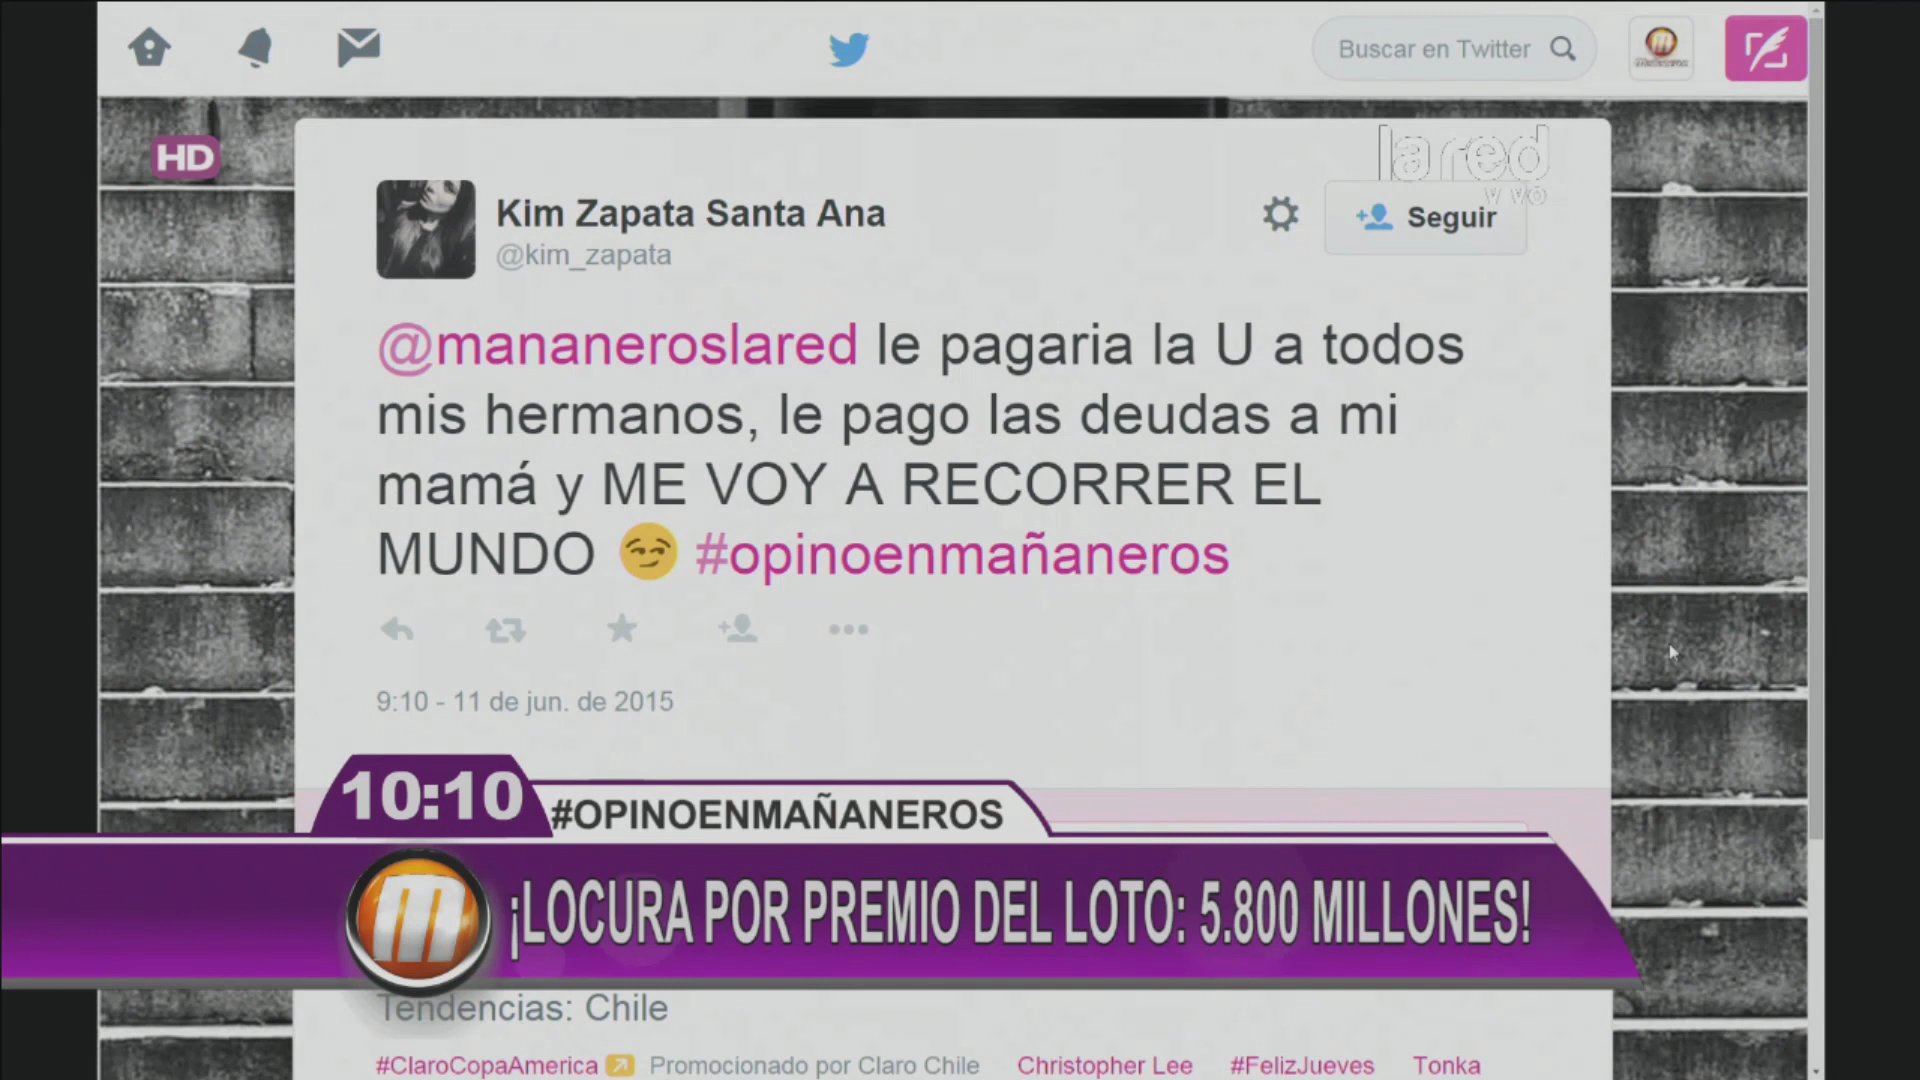 Buscar en Twitter
HD
lared
vivo
Kim Zapata Santa Ana
@kim_zapata
Seguir
@mananeroslared le pagaria la U a todos
mis hermanos, le pago las deudas a mi
mamá y ME VOY A RECORRER EL
MUNDO 😏 #opinoenmañaneros
9:10 - 11 de jun. de 2015
10:10
#OPINOENMAÑANEROS
¡LOCURA POR PREMIO DEL LOTO: 5.800 MILLONES!
Tendencias: Chile
#ClaroCopaAmerica Promocionado por Claro Chile Christopher Lee #FelizJueves Tonka